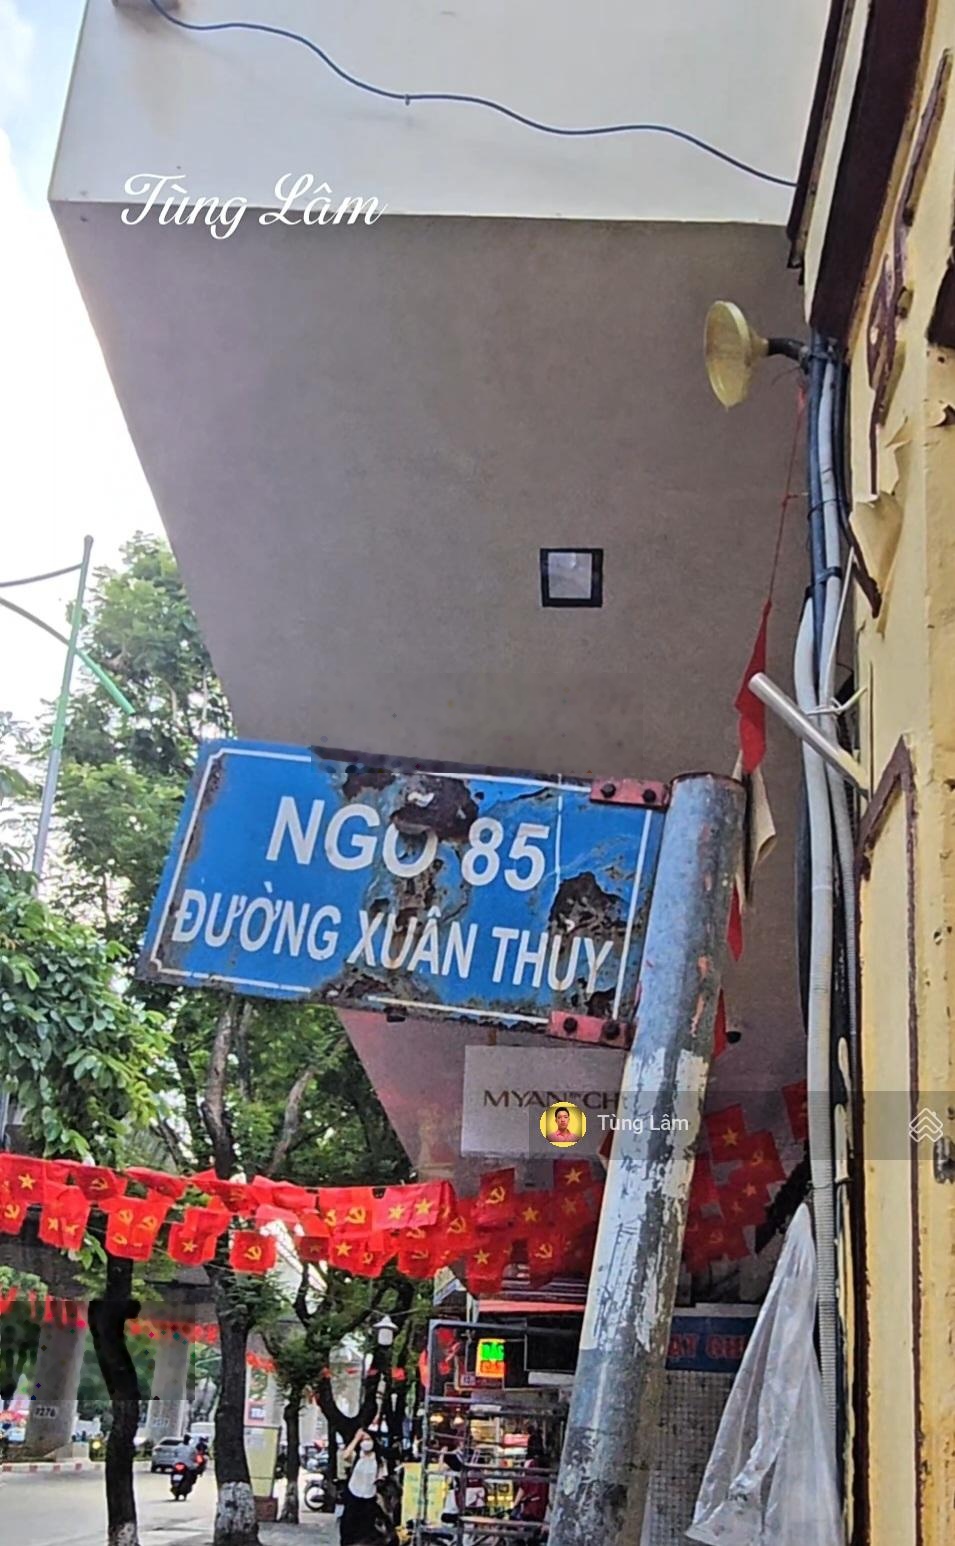 Tùng Lâm
NGÕ 85
ĐƯỜNG XUÂN THỦY
Tùng Lâm